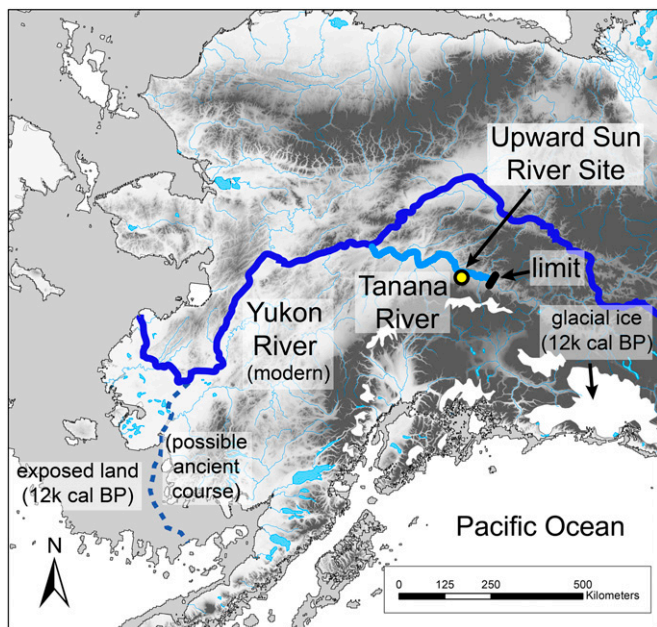 Upward Sun
River Site
limit
Tanana
River
glacial ice
(12k cal BP)
Yukon
River
(modern)
(possible
ancient
course)
exposed land
(12k cal BP)
Pacific Ocean
N
0 125 250 500
Kilometers